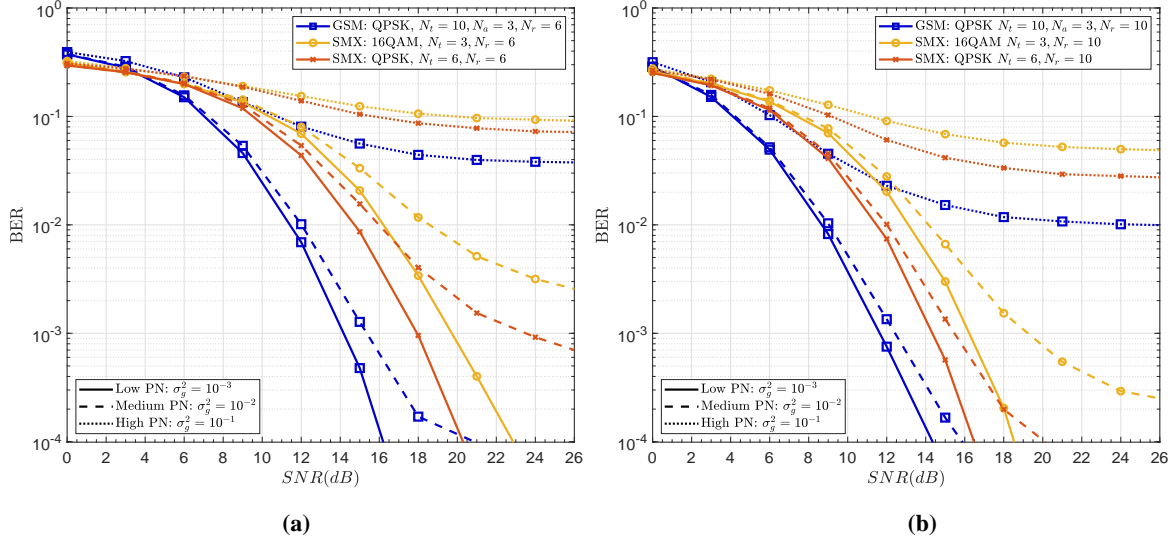 10^0
10^-1
10^-2
10^-3
10^-4
BER
GSM: QPSK, N_t = 10, N_a = 3, N_r = 6
SMX: 16QAM, N_t = 3, N_r = 6
SMX: QPSK, N_t = 6, N_r = 6
Low PN: σ_g^2 = 10^-3
Medium PN: σ_g^2 = 10^-2
High PN: σ_g^2 = 10^-1
0 2 4 6 8 10 12 14 16 18 20 22 24 26
SNR(dB)
(a)
10^0
10^-1
10^-2
10^-3
10^-4
BER
GSM: QPSK N_t = 10, N_a = 3, N_r = 10
SMX: 16QAM N_t = 3, N_r = 10
SMX: QPSK N_t = 6, N_r = 10
Low PN: σ_g^2 = 10^-3
Medium PN: σ_g^2 = 10^-2
High PN: σ_g^2 = 10^-1
0 2 4 6 8 10 12 14 16 18 20 22 24 26
SNR(dB)
(b)